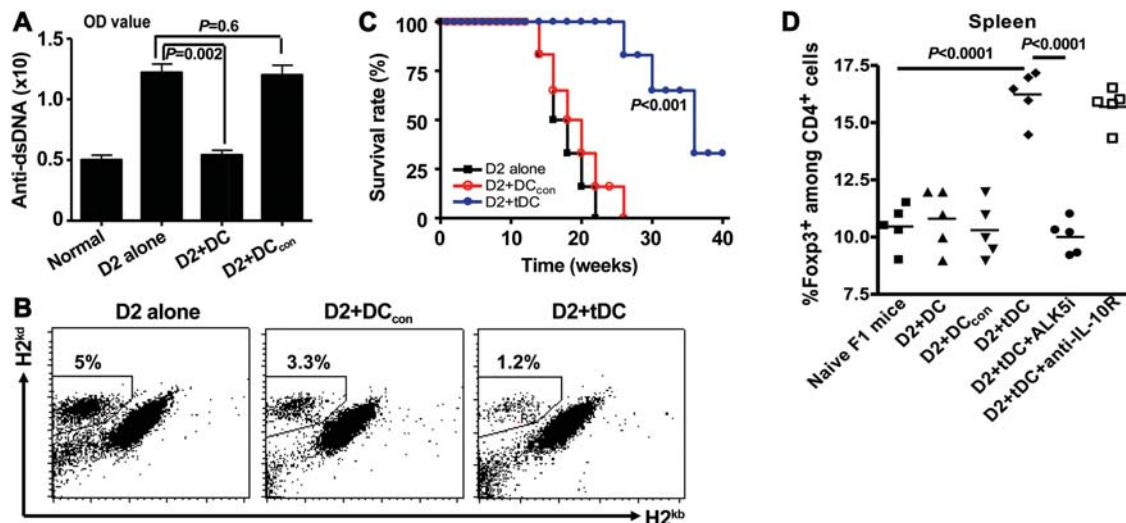 A
OD value
P=0.6
P=0.002
Anti-dsDNA (x10)
1.5
1.0
0.5
0.0
Normal
D2 alone
D2+DC
D2+DCcon
C
Survival rate (%)
100
75
50
25
0
P<0.001
D2 alone
D2+DCcon
D2+tDC
0
10
20
30
40
Time (weeks)
D
Spleen
P<0.0001
P<0.0001
%Foxp3+ among CD4+ cells
17.5
15.0
12.5
10.0
7.5
Naive F1 mice
D2+DC
D2+DCcon
D2+tDC
D2+tDC+ALK5i
D2+tDC+anti-IL-10R
B
D2 alone
D2+DCcon
D2+tDC
H2kd
5%
3.3%
1.2%
H2kb